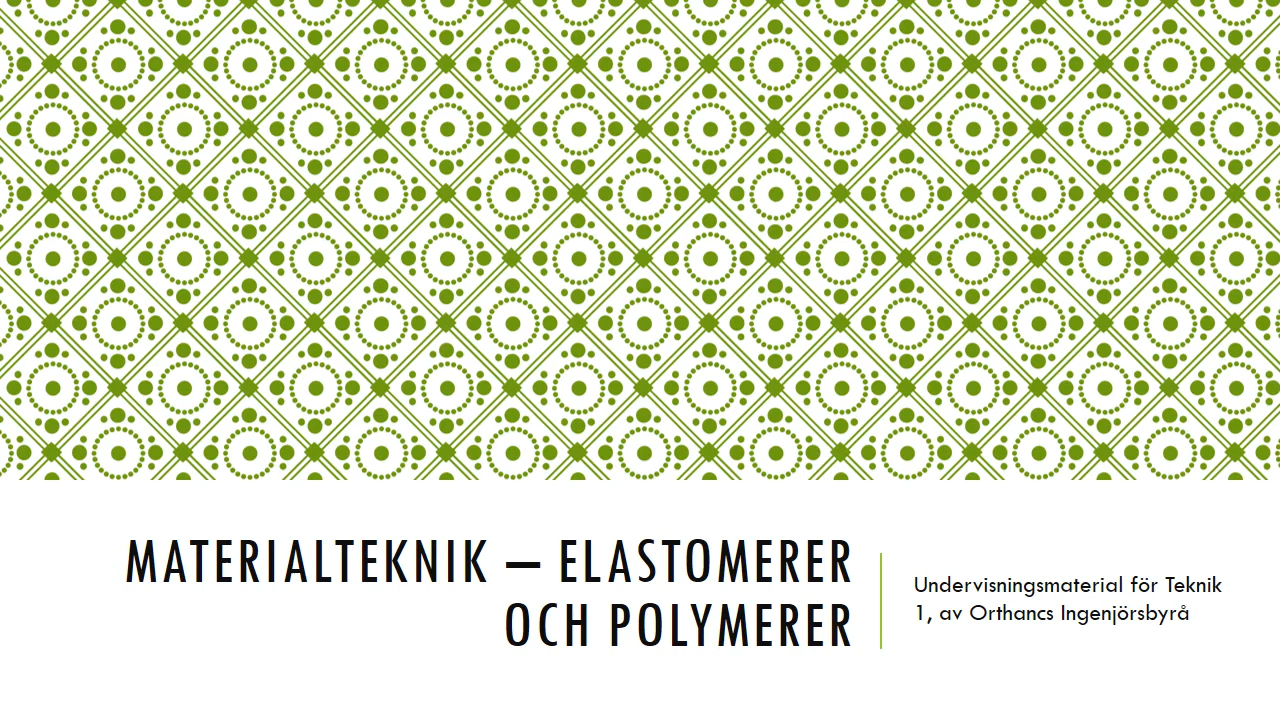 MATERIALTEKNIK – ELASTOMERER
OCH POLYMERER
Undervisningsmaterial för Teknik
1, av Orthancs Ingenjörsbyrå